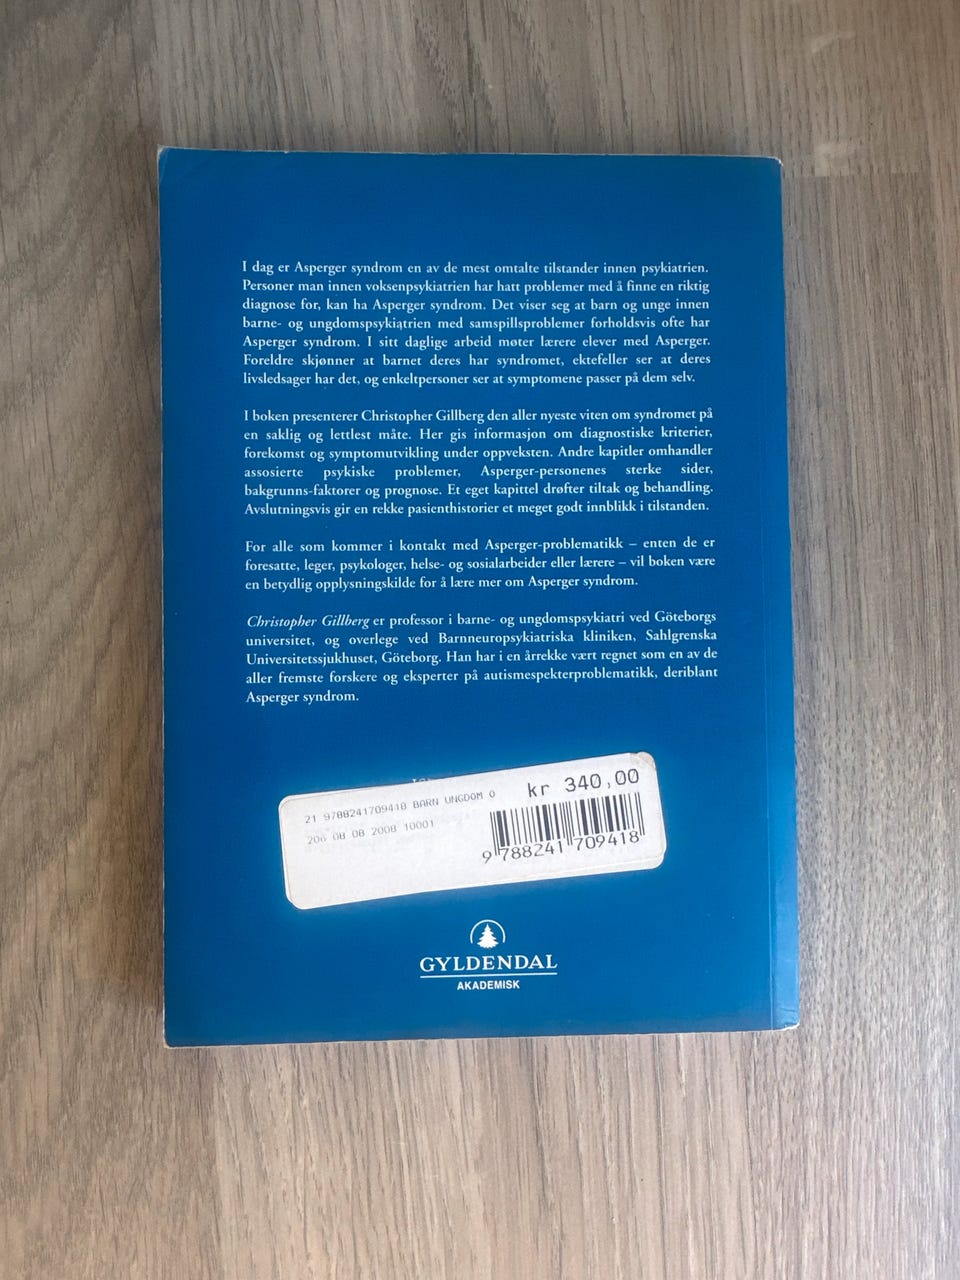 I dag er Asperger syndrom en av de mest omtalte tilstander innen psykiatrien.
Personer man innen voksenpsykiatrien har hatt problemer med å finne en riktig
diagnose for, kan ha Asperger syndrom. Det viser seg at barn og unge innen
barne- og ungdomspsykiatrien med samspillsproblemer forholdsvis ofte har
Asperger syndrom. I sitt daglige arbeid møter lærere elever med Asperger.
Foreldre skjønner at barnet deres har syndromet, ektefeller ser at deres
livsledsager har det, og enkeltpersoner ser at symptomene passer på dem selv.
I boken presenterer Christopher Gillberg den aller nyeste viten om syndromet på
en saklig og lettlest måte. Her gis informasjon om diagnostiske kriterier,
forekomst og symptomutvikling under oppveksten. Andre kapitler omhandler
assosierte psykiske problemer, Asperger-personenes sterke sider,
bakgrunns-faktorer og prognose. Et eget kapittel drøfter tiltak og behandling.
Avslutningsvis gir en rekke pasienthistorier et meget godt innblikk i tilstanden.
For alle som kommer i kontakt med Asperger-problematikk – enten de er
foresatte, leger, psykologer, helse- og sosialarbeider eller lærere – vil boken være
en betydlig opplysningskilde for å lære mer om Asperger syndrom.
Christopher Gillberg er professor i barne- og ungdomspsykiatri ved Göteborgs
universitet, og overlege ved Barnneuropsykiatriska kliniken, Sahlgrenska
Universitetssjukhuset, Göteborg. Han har i en årrekke vært regnet som en av de
aller fremste forskere og eksperter på autismespekterproblematikk, deriblant
Asperger syndrom.
kr 340,00
21 9788241709418 BARN UNGDOM 0
206 08 08 2008 10001
9 788241 709418
GYLDENDAL
AKADEMISK